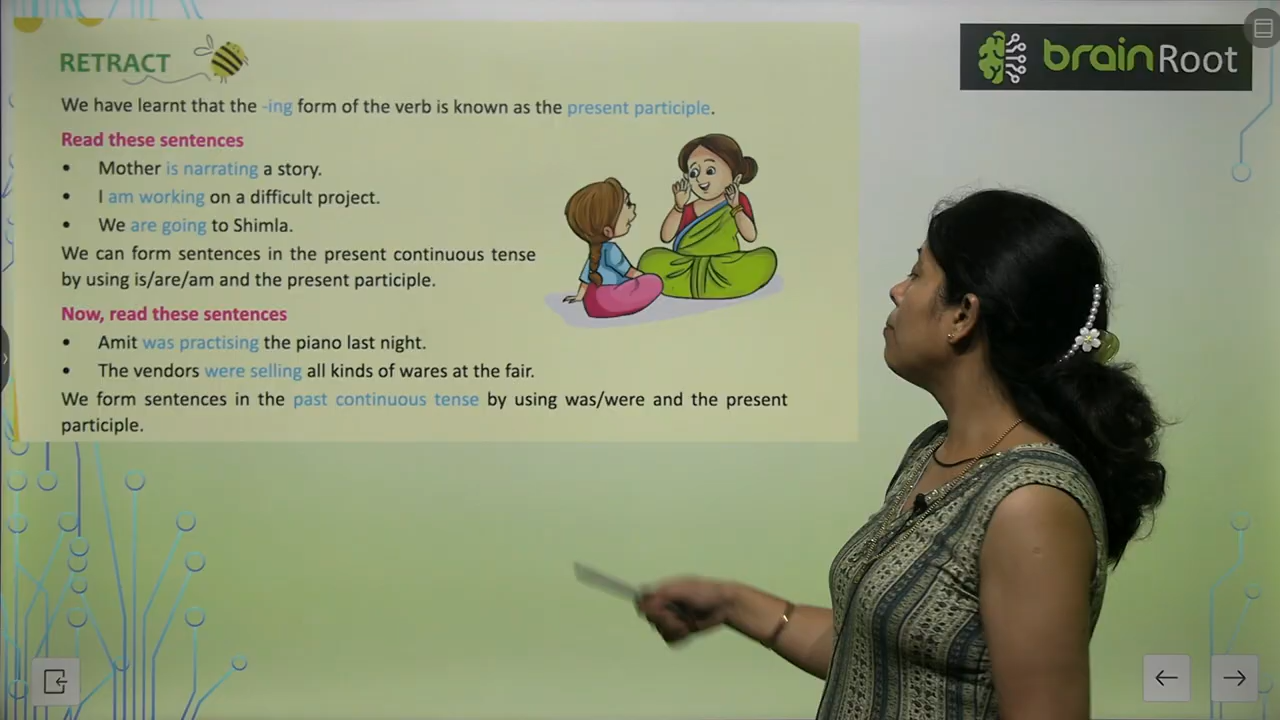 brainRoot
RETRACT
We have learnt that the -ing form of the verb is known as the present participle.
Read these sentences
• Mother is narrating a story.
• I am working on a difficult project.
• We are going to Shimla.
We can form sentences in the present continuous tense
by using is/are/am and the present participle.
Now, read these sentences
• Amit was practising the piano last night.
• The vendors were selling all kinds of wares at the fair.
We form sentences in the past continuous tense by using was/were and the present
participle.